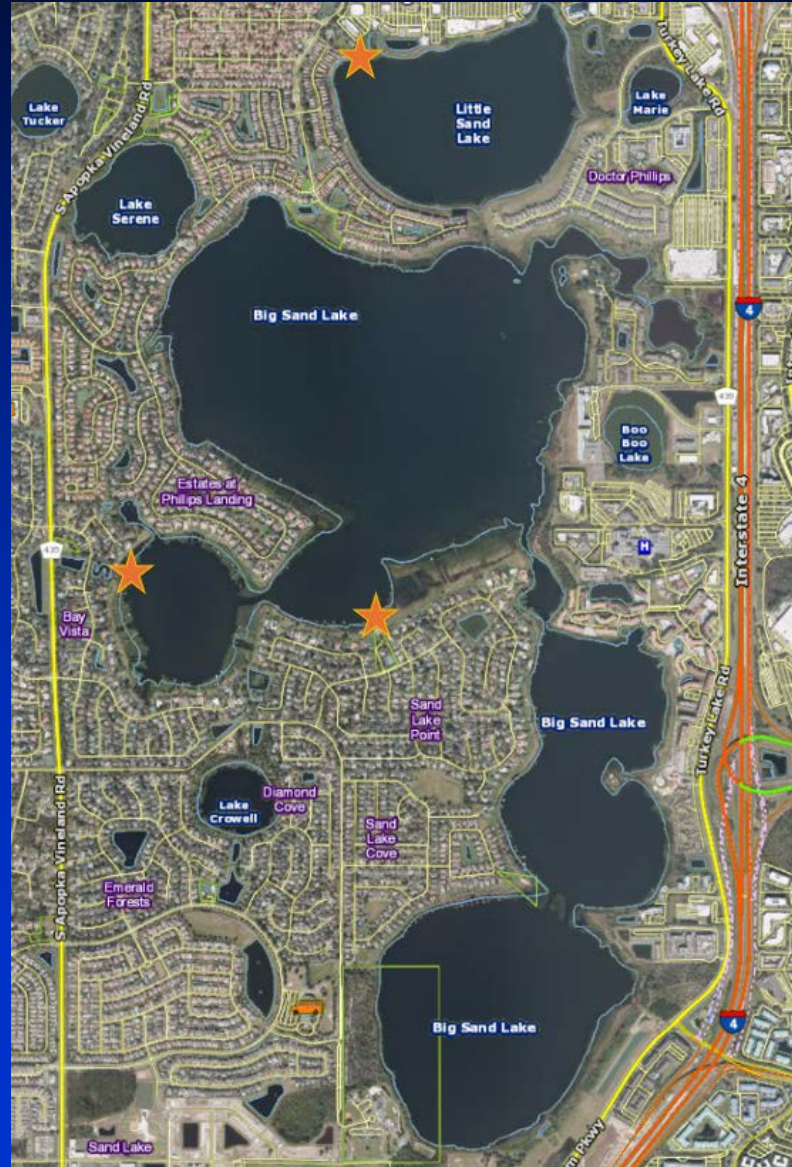 Turkey Lake Rd
Lake
Tucker
S Apopka Vineland Rd
Little
Sand
Lake
Lake
Marie
Doctor Phillips
Lake
Serene
Big Sand Lake
4
435
Boo
Boo
Lake
Estates at
Phillips Landing
Interstate 4
H
435
Bay
Vista
Sand
Lake
Point
Big Sand Lake
Turkey Lake Rd
S Apopka Vineland Rd
Lake
Crowell
Diamond
Cove
Sand
Lake
Cove
Emerald
Forests
Big Sand Lake
4
Pkwy
Sand Lake